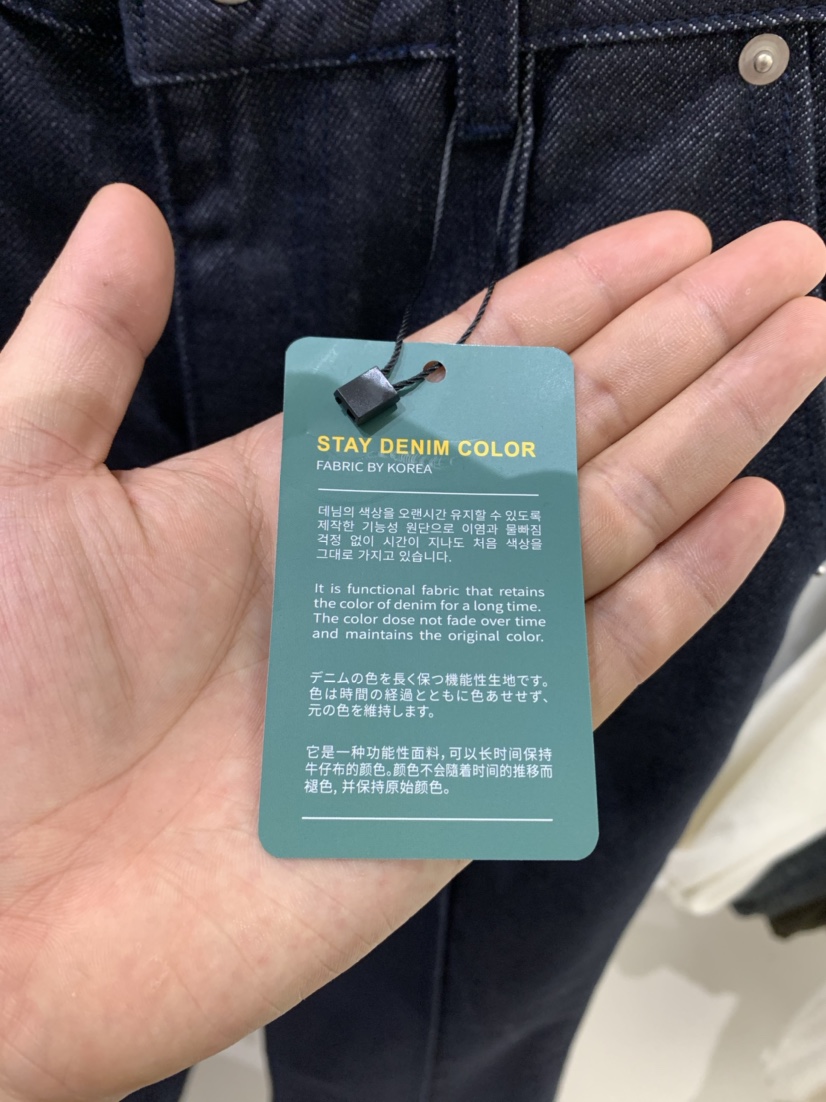 STAY DENIM COLOR
FABRIC BY KOREA
데님의 색상을 오랜시간 유지할 수 있도록
제작한 기능성 원단으로 이염과 물빠짐
걱정 없이 시간이 지나도 처음 색상을
그대로 가지고 있습니다.
It is functional fabric that retains
the color of denim for a long time.
The color dose not fade over time
and maintains the original color.
デニムの色を長く保つ機能性生地です。
色は時間の経過とともに色あせせず、
元の色を維持します。
它是一种功能性面料，可以长时间保持
牛仔布的颜色。颜色不会随着时间的推移而
褪色, 并保持原始颜色。